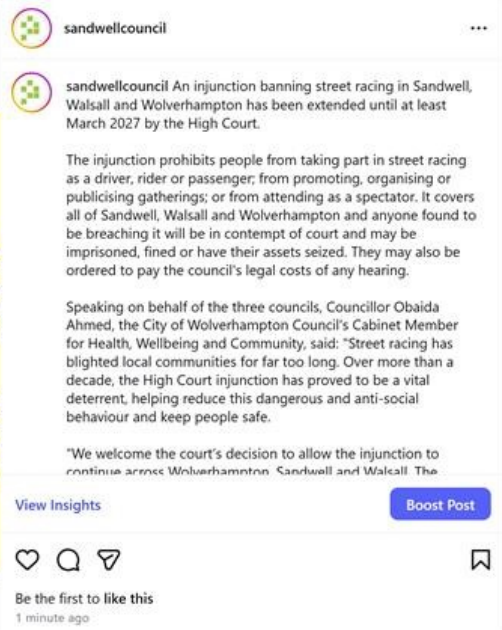 sandwellcouncil
sandwellcouncil An injunction banning street racing in Sandwell,
Walsall and Wolverhampton has been extended until at least
March 2027 by the High Court.
The injunction prohibits people from taking part in street racing
as a driver, rider or passenger; from promoting, organising or
publicising gatherings; or from attending as a spectator. It covers
all of Sandwell, Walsall and Wolverhampton and anyone found to
be breaching it will be in contempt of court and may be
imprisoned, fined or have their assets seized. They may also be
ordered to pay the council's legal costs of any hearing.
Speaking on behalf of the three councils, Councillor Obaida
Ahmed, the City of Wolverhampton Council's Cabinet Member
for Health, Wellbeing and Community, said: "Street racing has
blighted local communities for far too long. Over more than a
decade, the High Court injunction has proved to be a vital
deterrent, helping reduce this dangerous and anti-social
behaviour and keep people safe.
"We welcome the court's decision to allow the injunction to
continue across Wolverhampton, Sandwell and Walsall. The
View Insights
Boost Post
Be the first to like this
1 minute ago